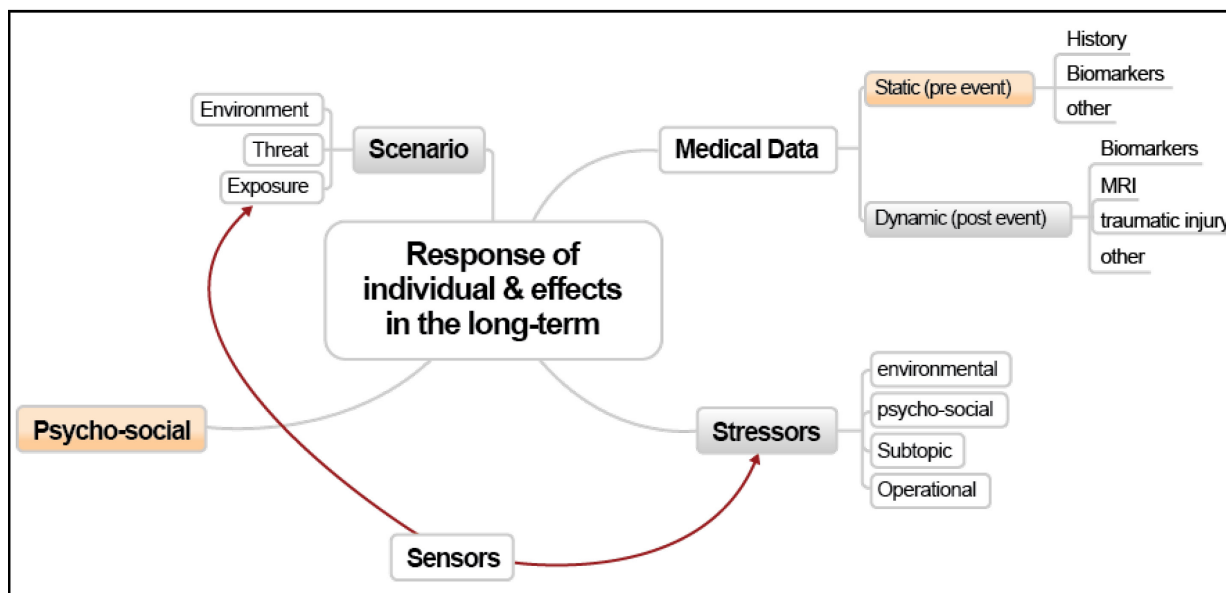 Environment
Threat
Exposure
Scenario
Response of
individual & effects
in the long-term
Medical Data
Static (pre event)
History
Biomarkers
other
Dynamic (post event)
Biomarkers
MRI
traumatic injury
other
Psycho-social
Stressors
environmental
psycho-social
Subtopic
Operational
Sensors